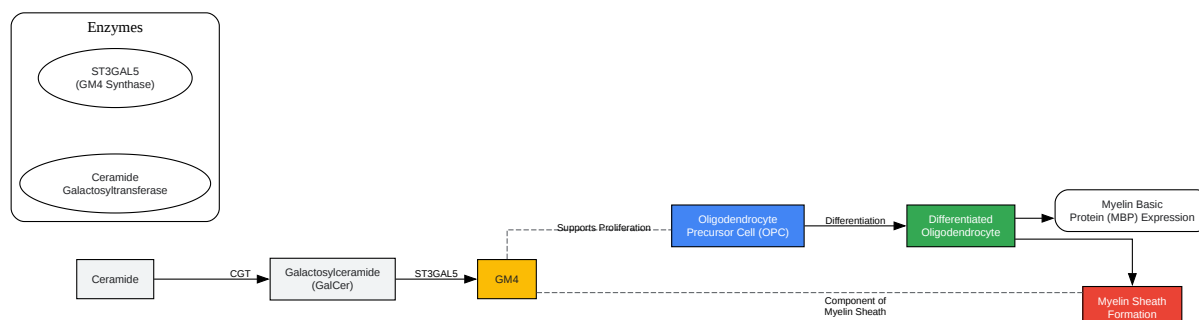 Enzymes
ST3GAL5
(GM4 Synthase)
Ceramide
Galactosyltransferase
Ceramide
CGT
Galactosylceramide
(GalCer)
ST3GAL5
GM4
Supports Proliferation
Oligodendrocyte
Precursor Cell (OPC)
Differentiation
Differentiated
Oligodendrocyte
Myelin Basic
Protein (MBP) Expression
Component of
Myelin Sheath
Myelin Sheath
Formation